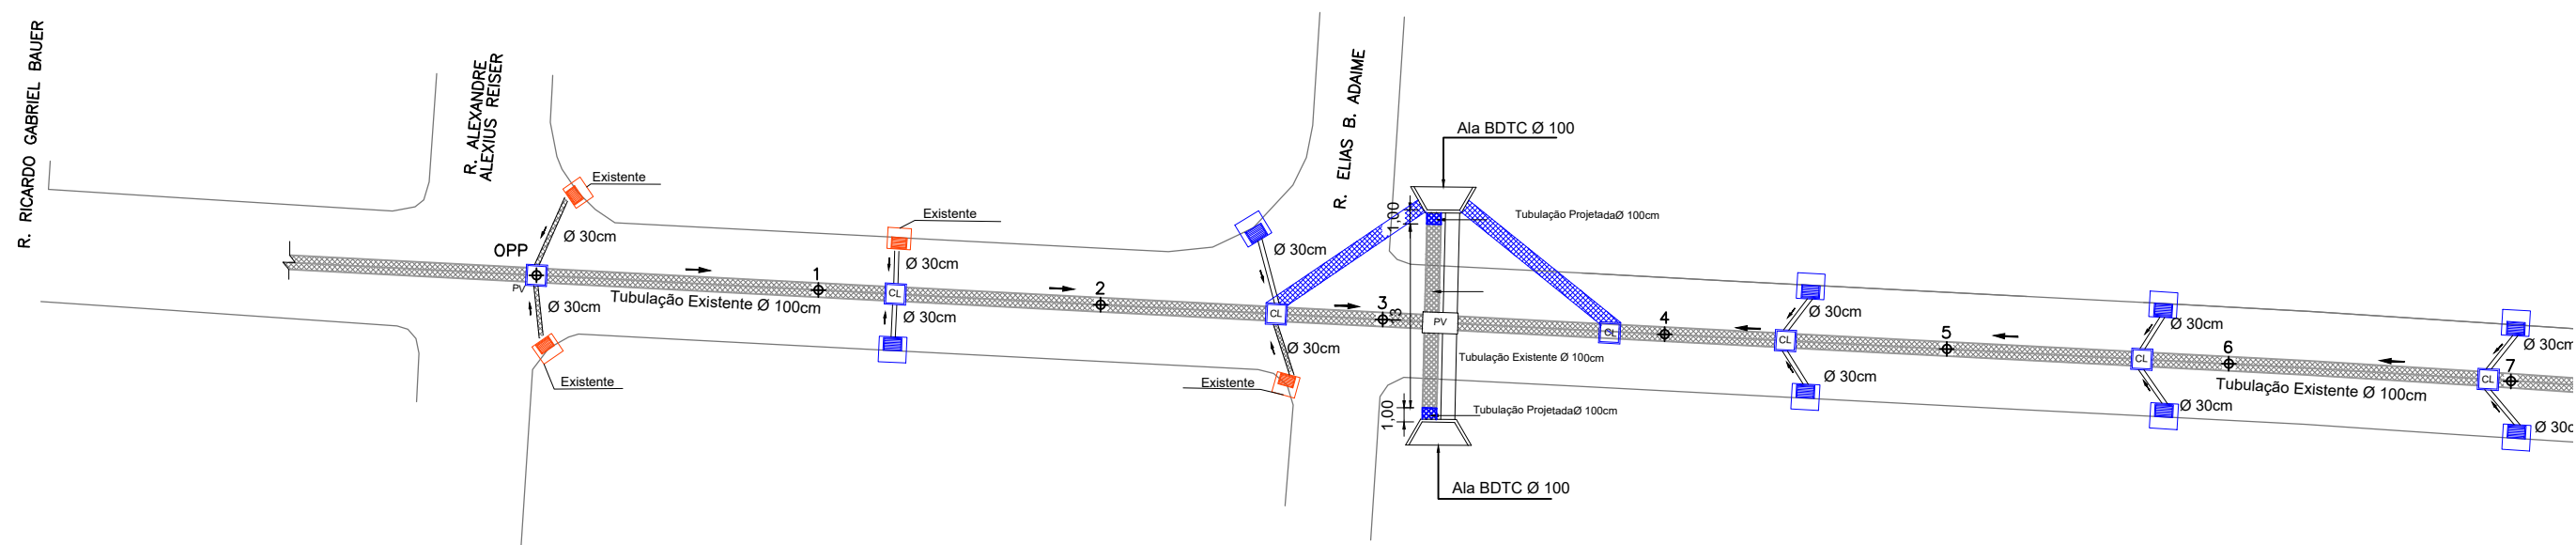 R. RICARDO GABRIEL BAUER
R. ALEXANDRE
ALEXIUS REISER
Existente
Ø 30cm
OPP
PV
Ø 30cm
Existente
1
Tubulação Existente Ø 100cm
Existente
Ø 30cm
CL
Ø 30cm
2
Ø 30cm
CL
Ø 30cm
Existente
R. ELIAS B. ADAIME
3
Ala BDTC Ø 100
1,00
Tubulação ProjetadaØ 100cm
13
PV
Tubulação Existente Ø 100cm
1,00
Tubulação ProjetadaØ 100cm
Ala BDTC Ø 100
CL
4
Ø 30cm
CL
Ø 30cm
5
Ø 30cm
CL
Ø 30cm
6
Tubulação Existente Ø 100cm
Ø 30cm
CL
7
Ø 30c